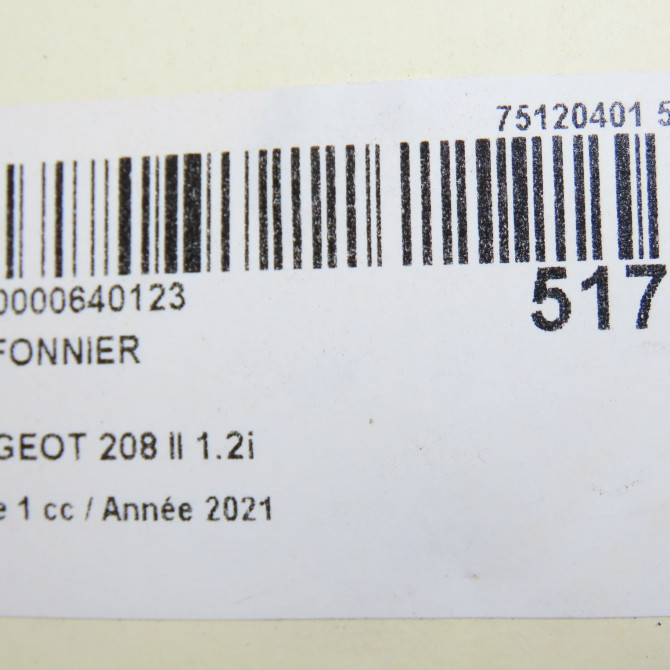 75120401 5
0000640123
517
FONNIER
GEOT 208 II 1.2i
e 1 cc / Année 2021